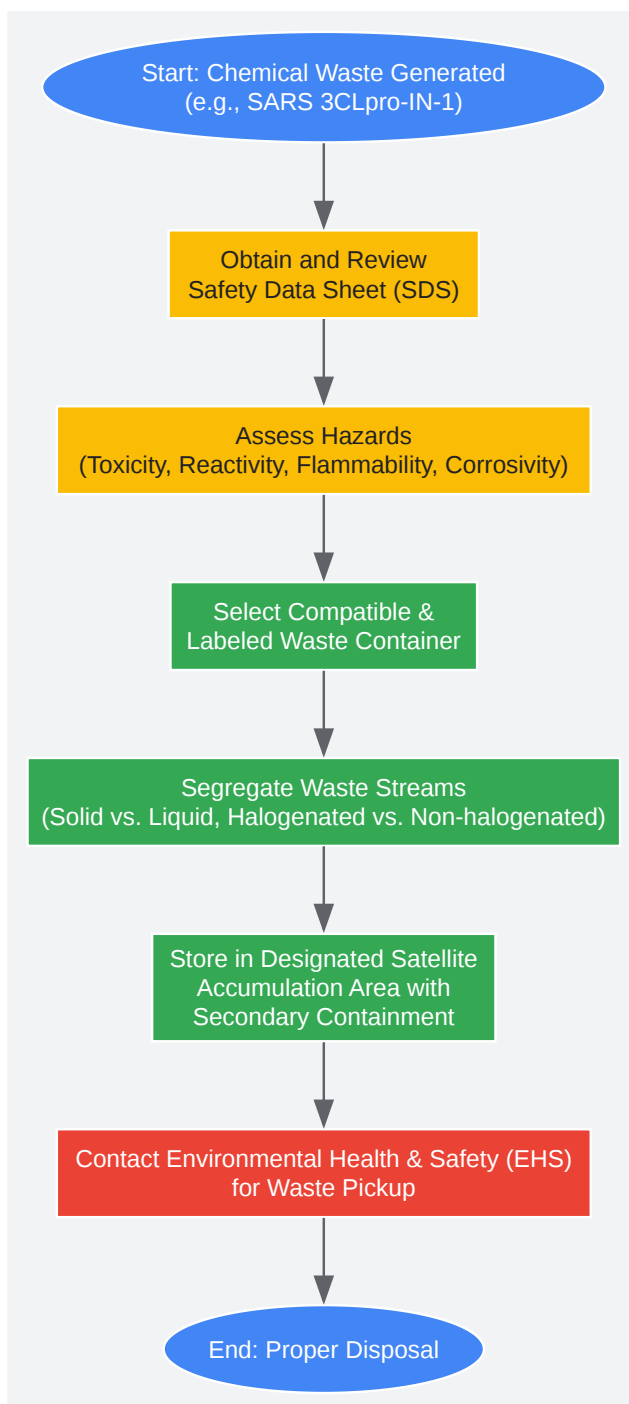 Start: Chemical Waste Generated
(e.g., SARS 3CLpro-IN-1)
Obtain and Review
Safety Data Sheet (SDS)
Assess Hazards
(Toxicity, Reactivity, Flammability, Corrosivity)
Select Compatible &
Labeled Waste Container
Segregate Waste Streams
(Solid vs. Liquid, Halogenated vs. Non-halogenated)
Store in Designated Satellite
Accumulation Area with
Secondary Containment
Contact Environmental Health & Safety (EHS)
for Waste Pickup
End: Proper Disposal